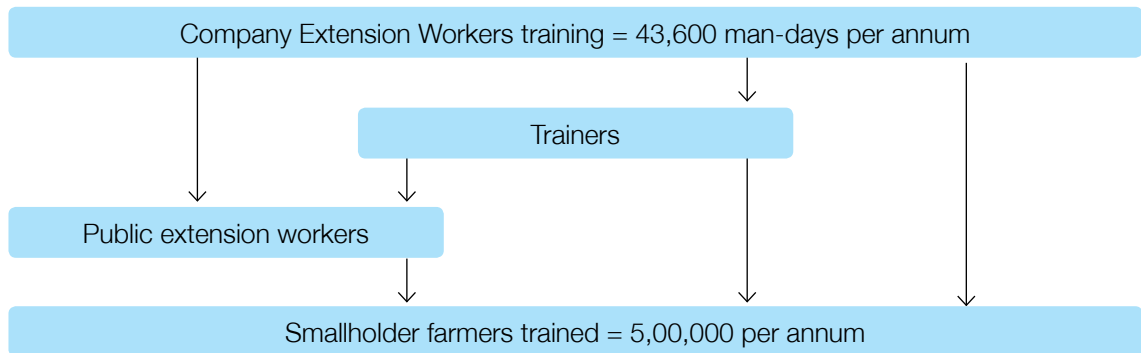 Company Extension Workers training = 43,600 man-days per annum
Trainers
Public extension workers
Smallholder farmers trained = 5,00,000 per annum